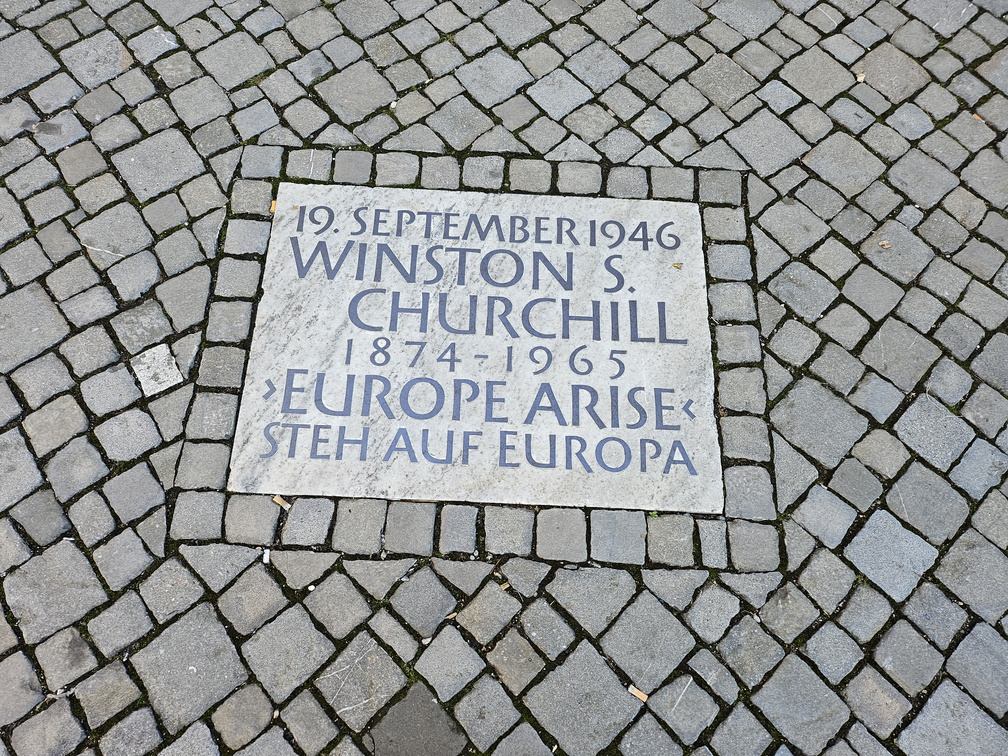 19. SEPTEMBER 1946
WINSTON S.
CHURCHILL
1874-1965
›EUROPE ARISE‹
STEH AUF EUROPA